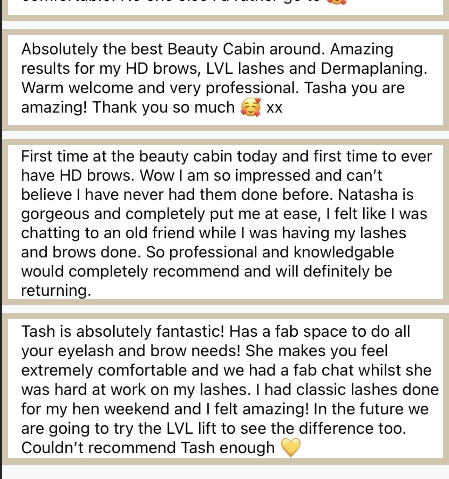 Absolutely the best Beauty Cabin around. Amazing
results for my HD brows, LVL lashes and Dermaplaning.
Warm welcome and very professional. Tasha you are
amazing! Thank you so much 🥰 xx
First time at the beauty cabin today and first time to ever
have HD brows. Wow I am so impressed and can't
believe I have never had them done before. Natasha is
gorgeous and completely put me at ease, I felt like I was
chatting to an old friend while I was having my lashes
and brows done. So professional and knowledgable
would completely recommend and will definitely be
returning.
Tash is absolutely fantastic! Has a fab space to do all
your eyelash and brow needs! She makes you feel
extremely comfortable and we had a fab chat whilst she
was hard at work on my lashes. I had classic lashes done
for my hen weekend and I felt amazing! In the future we
are going to try the LVL lift to see the difference too.
Couldn't recommend Tash enough 💛